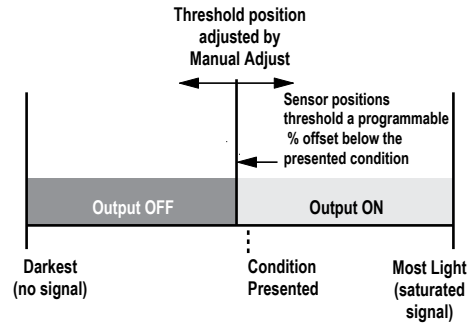 Threshold position
adjusted by
Manual Adjust
Sensor positions
threshold a programmable
% offset below the
presented condition
Output OFF
Output ON
Darkest
(no signal)
Condition
Presented
Most Light
(saturated
signal)